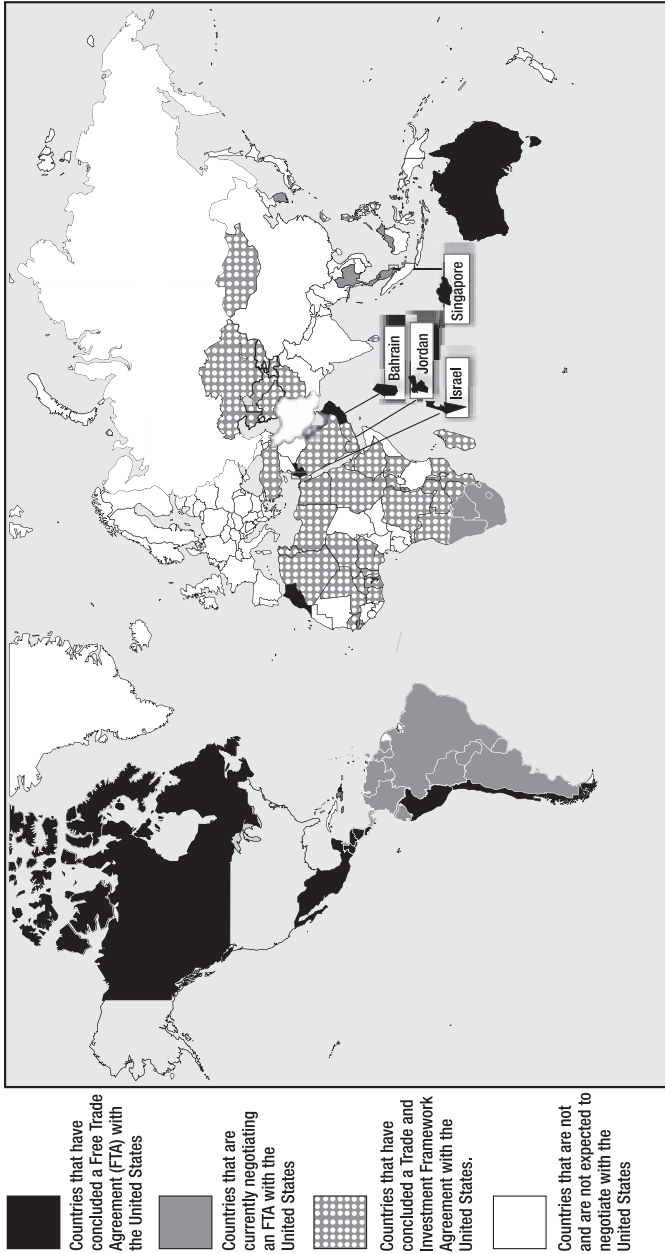 Countries that have
concluded a Free Trade
Agreement (FTA) with
the United States
Countries that are
currently negotiating
an FTA with the
United States
Countries that have
concluded a Trade and
Investment Framework
Agreement with the
United States.
Countries that are not
and are not expected to
negotiate with the
United States
Bahrain
Jordan
Israel
Singapore